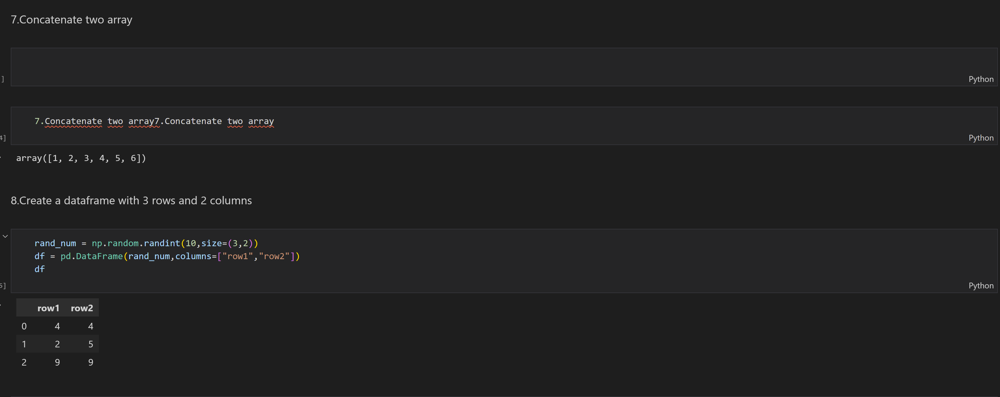 7.Concatenate two array
]
Python
7.Concatenate two array7.Concatenate two array
4]
Python
array([1, 2, 3, 4, 5, 6])
8.Create a dataframe with 3 rows and 2 columns
rand_num = np.random.randint(10,size=(3,2))
df = pd.DataFrame(rand_num,columns=["row1","row2"])
df
5]
Python
row1 row2
0 4 4
1 2 5
2 9 9